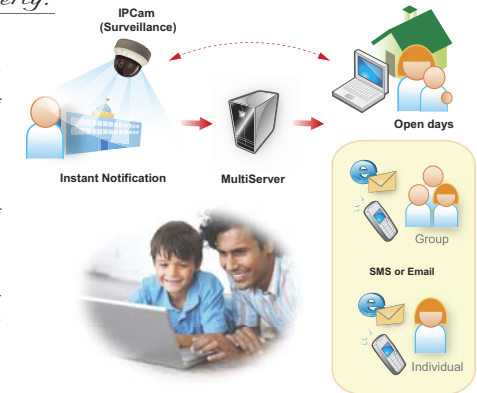 IPCam
(Surveillance)
Open days
Instant Notification
MultiServer
Group
SMS or Email
Individual